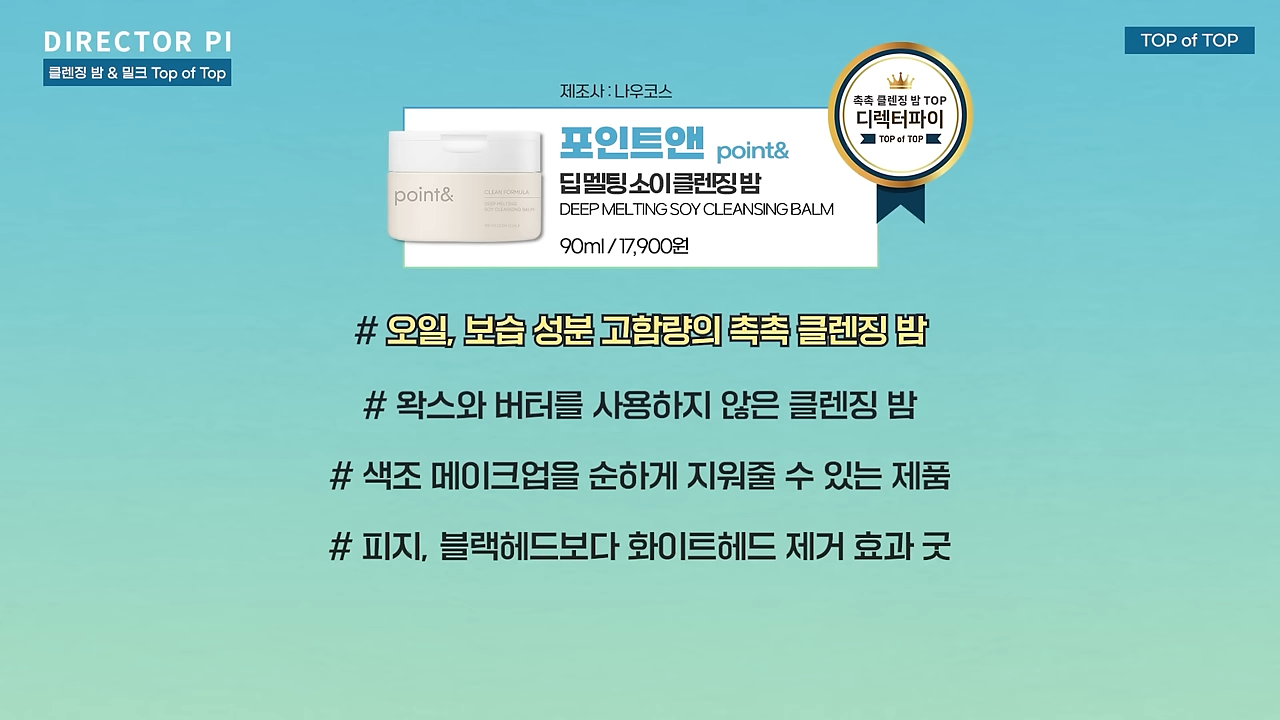 DIRECTOR PI
클렌징 밤 & 밀크 Top of Top
TOP of TOP
제조사 : 나우코스
포인트앤 point&
딥 멜팅 소이 클렌징 밤
DEEP MELTING SOY CLEANSING BALM
90ml / 17,900원
촉촉 클렌징 밤 TOP
디렉터파이
TOP of TOP
point&
CLEAN FORMULA
DEEP MELTING
SOY CLEANSING BALM
# 오일, 보습 성분 고함량의 촉촉 클렌징 밤
# 왁스와 버터를 사용하지 않은 클렌징 밤
# 색조 메이크업을 순하게 지워줄 수 있는 제품
# 피지, 블랙헤드보다 화이트헤드 제거 효과 굿